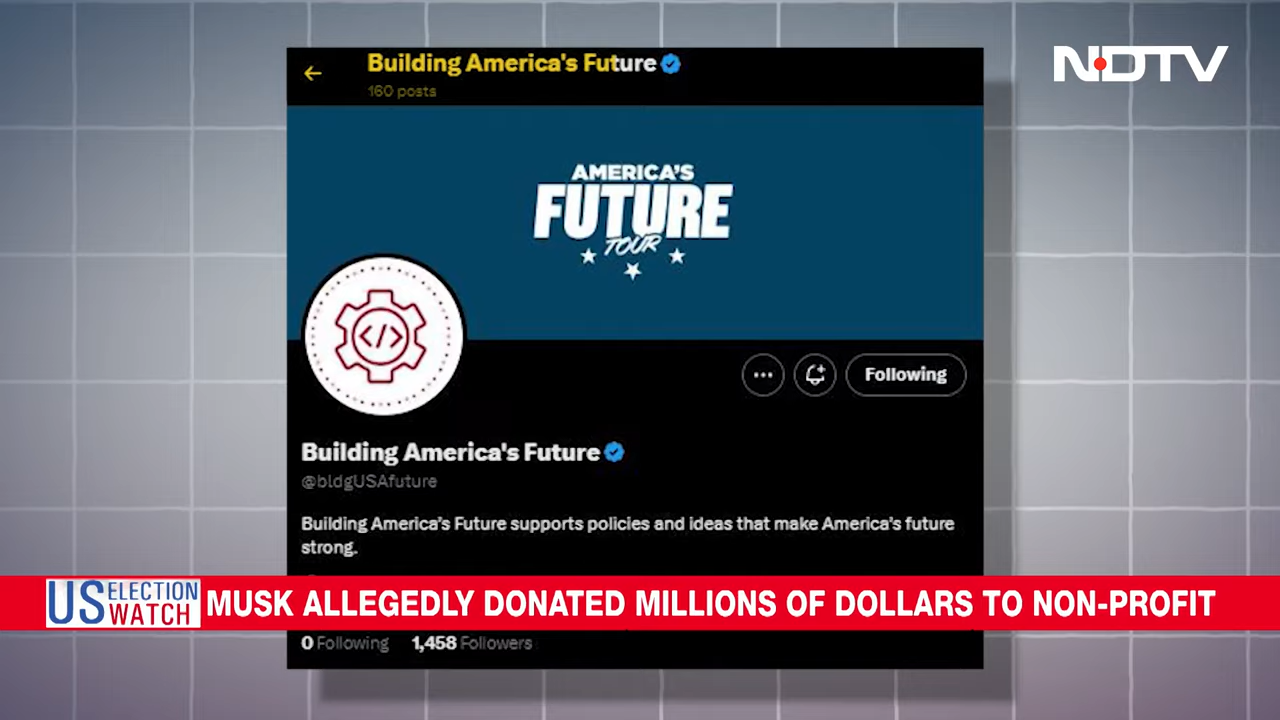 Building America's Future
160 posts
NDTV
AMERICA'S
FUTURE
TOUR
</>
Following
Building America's Future
@bldgUSAfuture
Building America's Future supports policies and ideas that make America's future
strong.
US ELECTION WATCH
MUSK ALLEGEDLY DONATED MILLIONS OF DOLLARS TO NON-PROFIT
0 Following 1,458 Followers